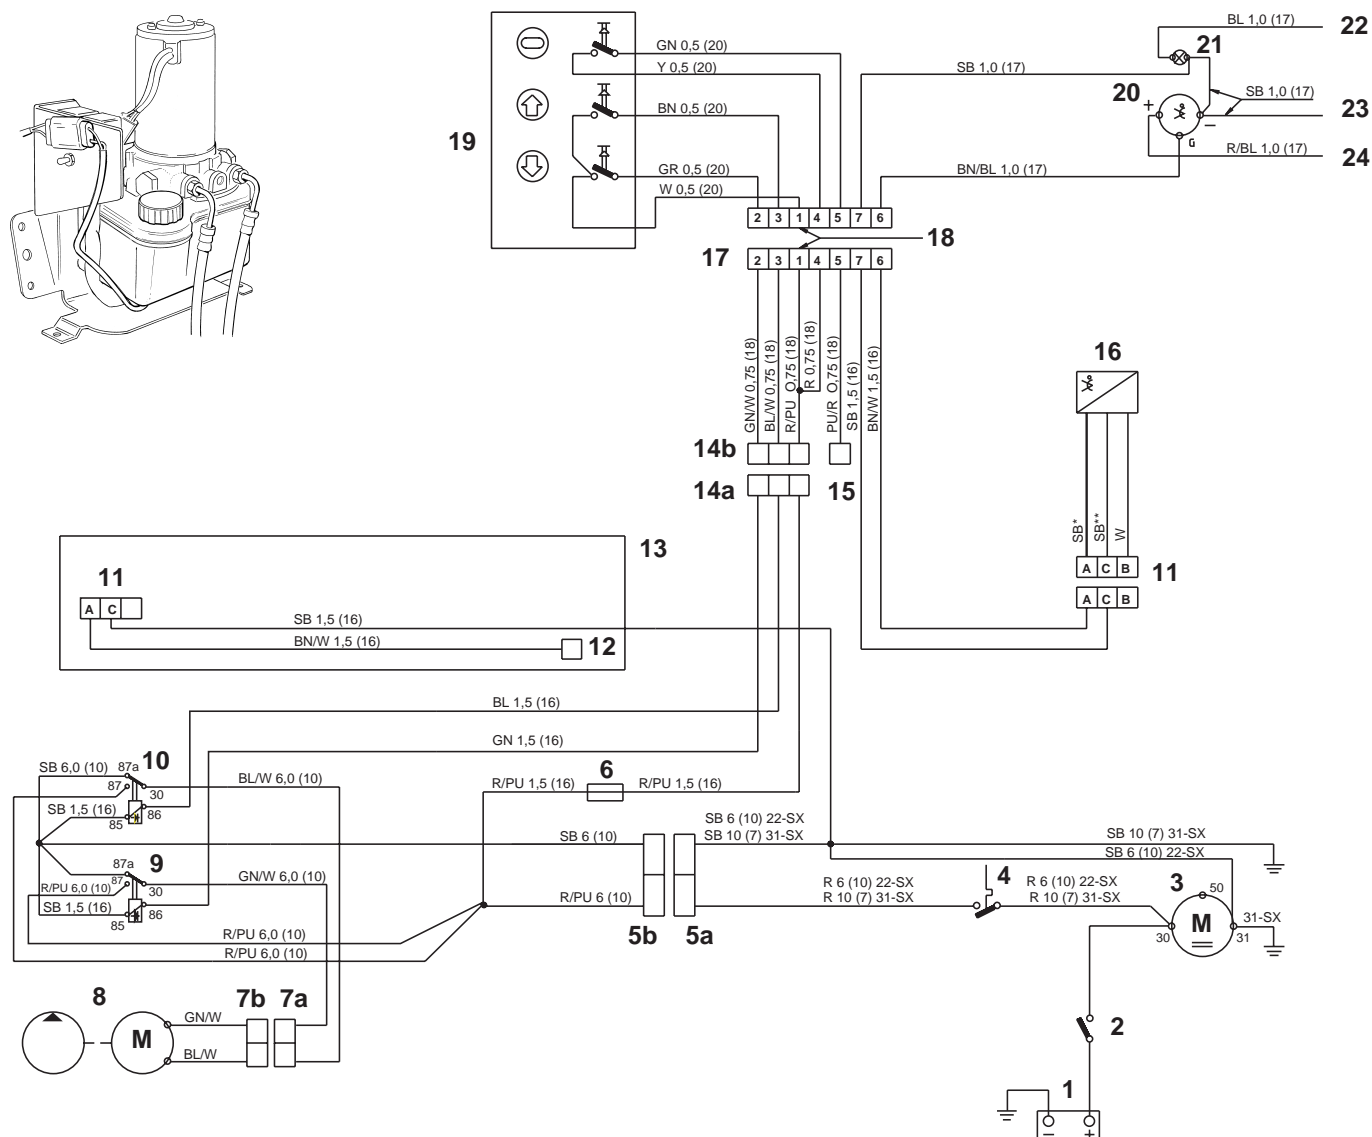 22
BL 1,0 (17)
19
GN 0,5 (20)
21
Y 0,5 (20)
SB 1,0 (17)
20
SB 1,0 (17)
+
23
BN 0,5 (20)
−
G
R/BL 1,0 (17)
24
GR 0,5 (20)
BN/BL 1,0 (17)
W 0,5 (20)
2 3 1 4 5 7 6
18
17
2 3 1 4 5 7 6
GN/W 0,75 (18)
BL/W 0,75 (18)
R/PU 0,75 (18)
R 0,75 (18)
PU/R 0,75 (18)
SB 1,5 (16)
BN/W 1,5 (16)
16
14b
14a
15
SB*
SB**
W
13
11
A C B
11
A C
A C B
SB 1,5 (16)
BN/W 1,5 (16)
12
BL 1,5 (16)
GN 1,5 (16)
10
SB 6,0 (10)
87a
87
30
BL/W 6,0 (10)
6
R/PU 1,5 (16)
R/PU 1,5 (16)
SB 1,5 (16)
85
86
SB 6 (10) 22-SX
SB 6 (10)
SB 10 (7) 31-SX
SB 10 (7) 31-SX
SB 6 (10) 22-SX
9
87a
87
30
R/PU 6,0 (10)
GN/W 6,0 (10)
4
3
50
SB 1,5 (16)
85
86
R/PU 6 (10)
R 6 (10) 22-SX
R 10 (7) 31-SX
R 6 (10) 22-SX
R 10 (7) 31-SX
M
30
31
31-SX
5b
5a
R/PU 6,0 (10)
R/PU 6,0 (10)
8
7b
7a
GN/W
M
BL/W
2
1
−
+